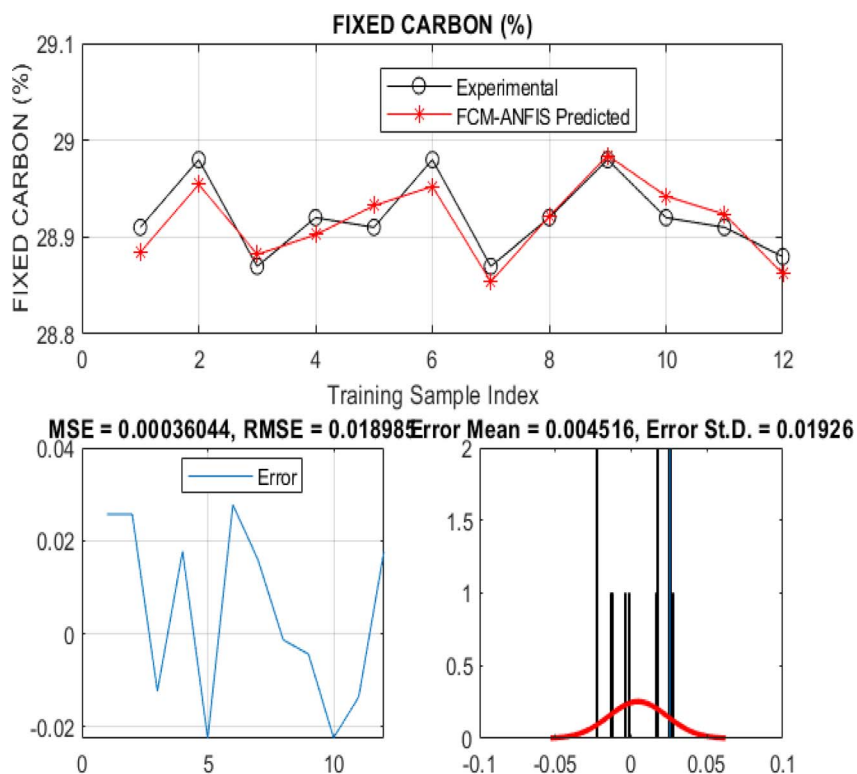 FIXED CARBON (%)
29.1
29
28.9
28.8
FIXED CARBON (%)
Experimental
FCM-ANFIS Predicted
0 2 4 6 8 10 12
Training Sample Index
MSE = 0.00036044, RMSE = 0.018985
0.04
0.02
0
-0.02
Error
0 5 10
Error Mean = 0.004516, Error St.D. = 0.01926
2
1.5
1
0.5
0
-0.1 -0.05 0 0.05 0.1